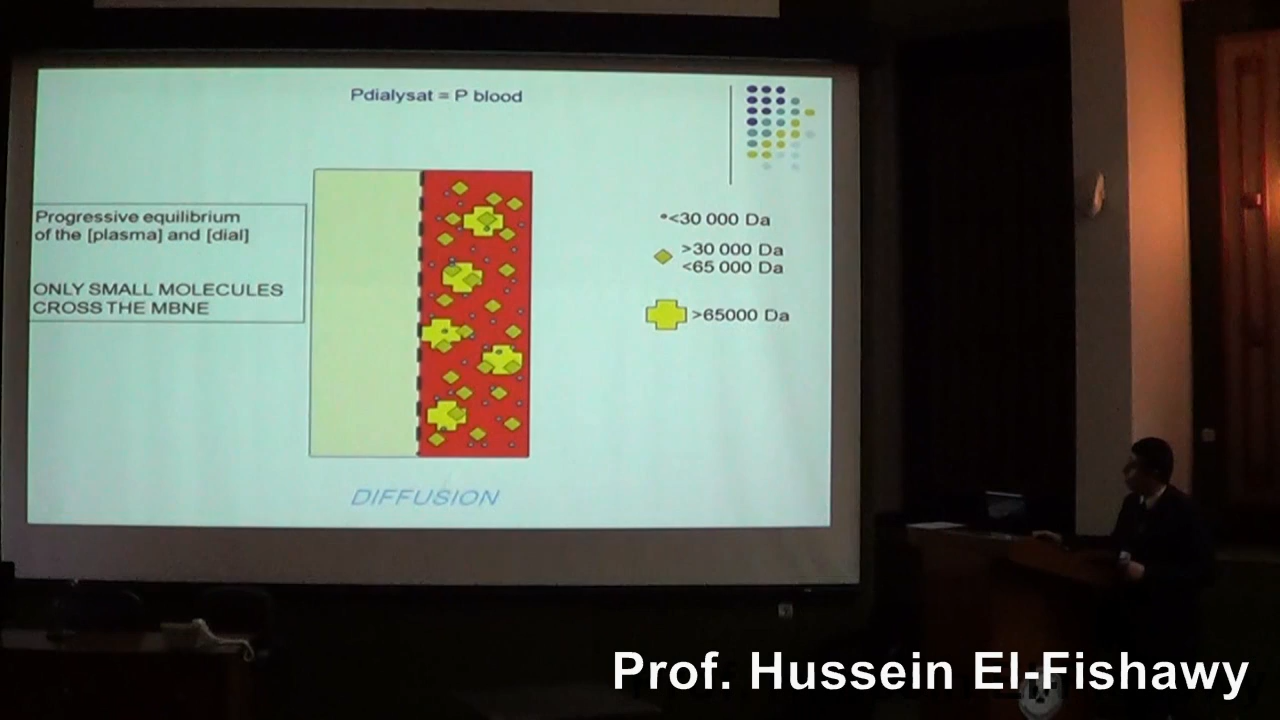 Pdialysat = P blood
Progressive equilibrium
of the [plasma] and [dial]
ONLY SMALL MOLECULES
CROSS THE MBNE
<30 000 Da
>30 000 Da
<65 000 Da
>65000 Da
DIFFUSION
Prof. Hussein El-Fishawy